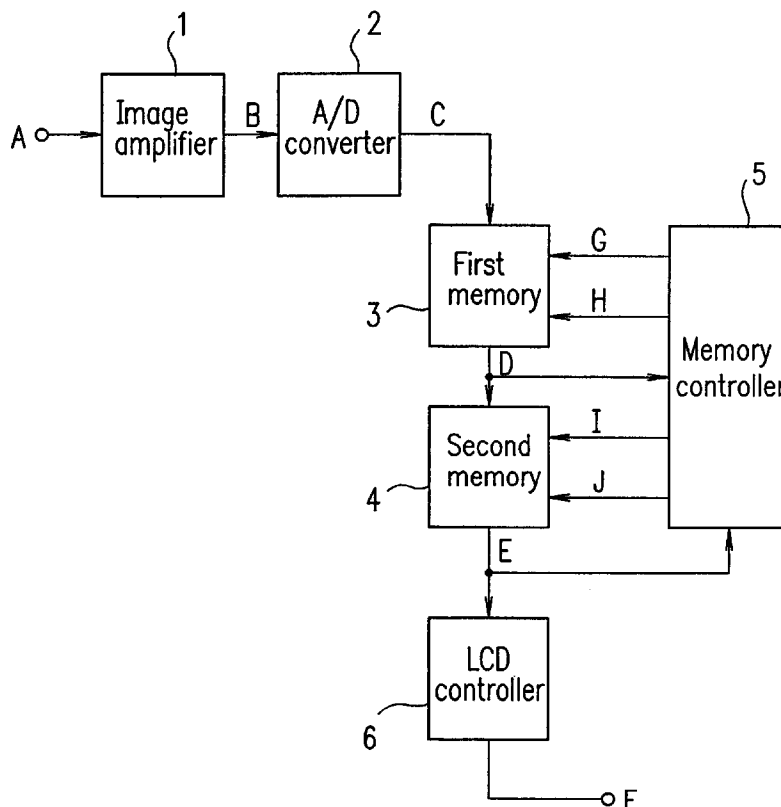 1
2
Image
amplifier
A/D
converter
A
B
C
5
First
memory
3
G
H
Memory
controller
D
Second
memory
4
I
J
E
LCD
controller
6
F